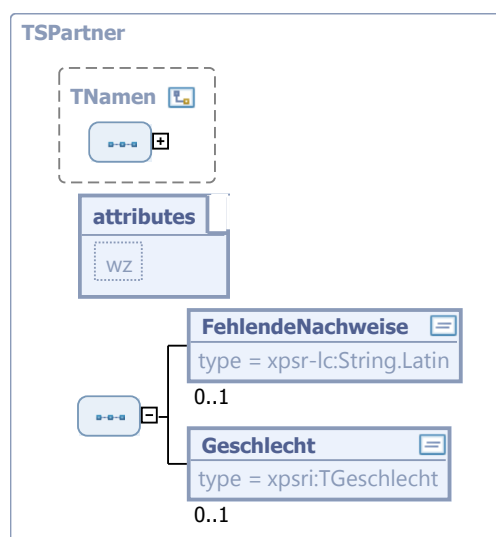 TSPartner
TNamen
attributes
wz
FehlendeNachweise
type = xpsr-lc:String.Latin
0..1
Geschlecht
type = xpsri:TGeschlecht
0..1